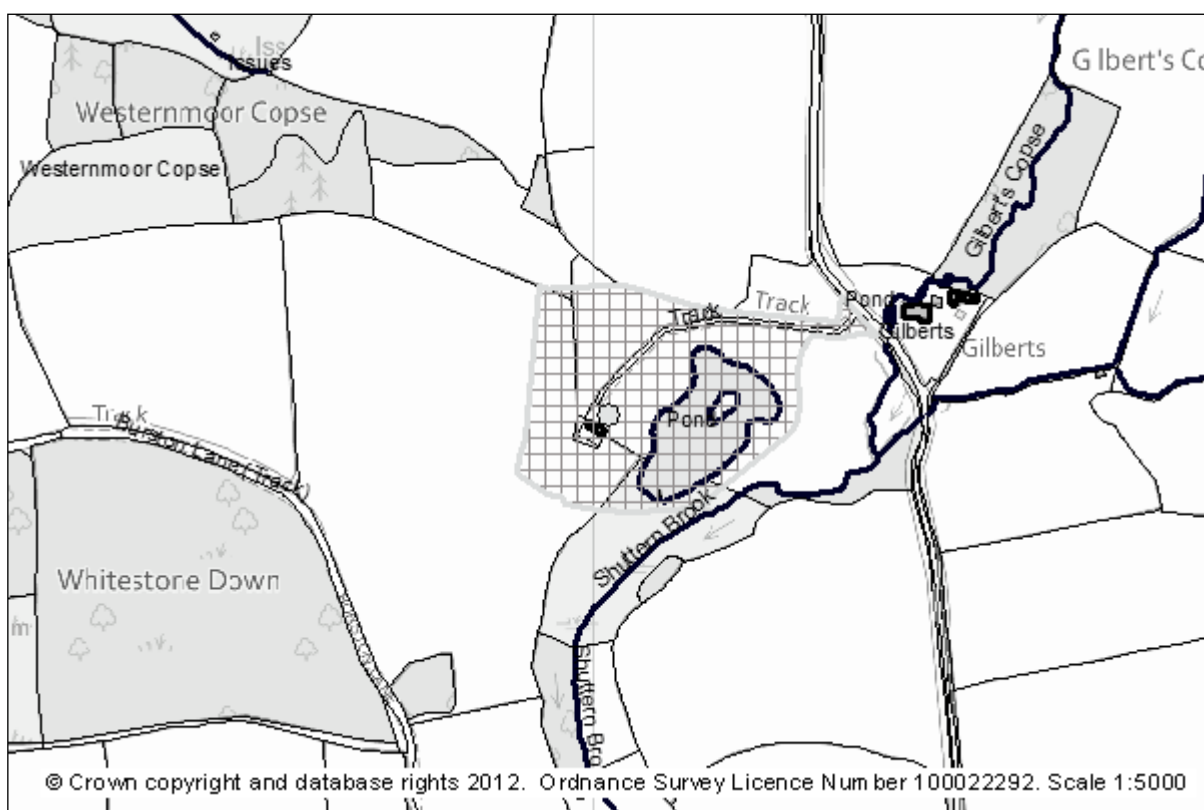 Iss
Issues
Gilbert's Co
Westernmoor Copse
Westernmoor Copse
Gilbert's Copse
Pond
Track
Track
Gilberts
Gilberts
Track
Pond
Burson Lane (Track)
Shuttern Brook
Whitestone Down
Shuttern Bro
© Crown copyright and database rights 2012. Ordnance Survey Licence Number 100022292. Scale 1:5000